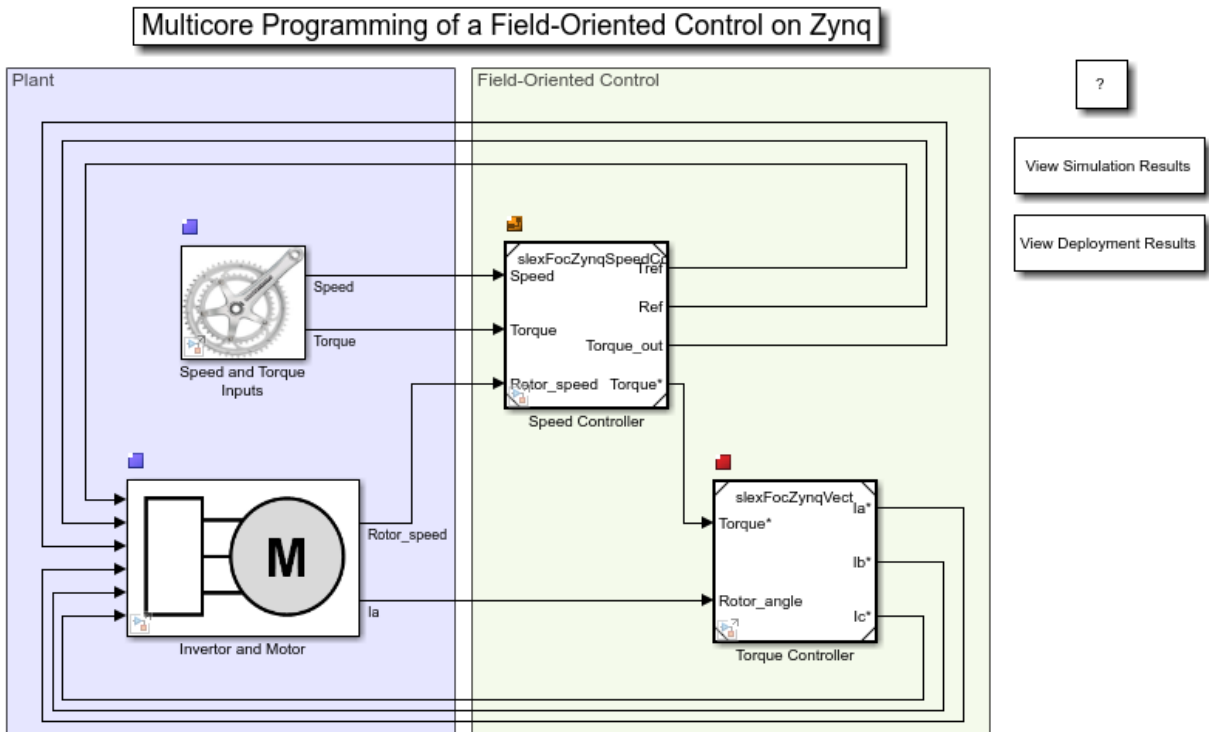 Multicore Programming of a Field-Oriented Control on Zynq
Plant
Field-Oriented Control
?
View Simulation Results
View Deployment Results
Speed
Torque
Speed and Torque
Inputs
slexFocZynqSpeedCo
Speed
Torque
Rotor_speed
Tref
Ref
Torque_out
Torque*
Speed Controller
M
Rotor_speed
Ia
Invertor and Motor
slexFocZynqVect
Torque*
Rotor_angle
Ia*
Ib*
Ic*
Torque Controller